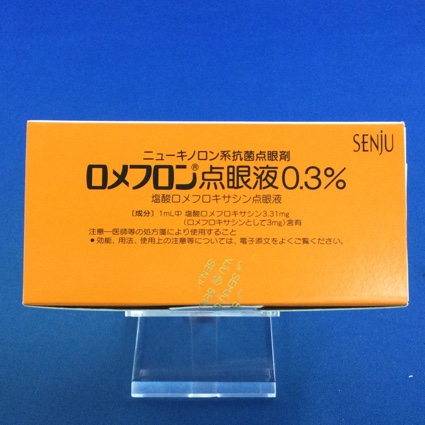 SENJU
ニューキノロン系抗菌点眼剤
ロメフロン®点眼液0.3%
塩酸ロメフロキサシン点眼液
〔成分〕1mL中 塩酸ロメフロキサシン3.31mg
(ロメフロキサシンとして3mg)含有
注意−医師等の処方箋により使用すること
●効能、用法、使用上の注意等については、電子添文をよくご覧ください。
SENJU